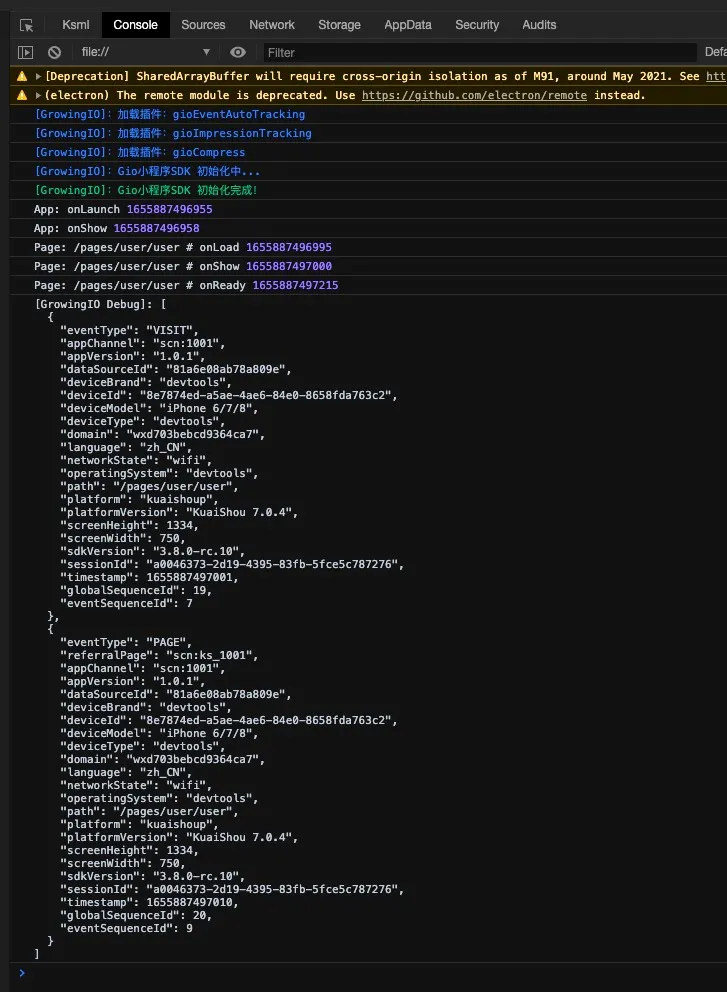 Ksml Console Sources Network Storage AppData Security Audits
file:// Filter Defa
[Deprecation] SharedArrayBuffer will require cross-origin isolation as of M91, around May 2021. See htt
(electron) The remote module is deprecated. Use https://github.com/electron/remote instead.
[GrowingIO]：加载插件：gioEventAutoTracking
[GrowingIO]：加载插件：gioImpressionTracking
[GrowingIO]：加载插件：gioCompress
[GrowingIO]：Gio小程序SDK 初始化中...
[GrowingIO]：Gio小程序SDK 初始化完成！
App: onLaunch 1655887496955
App: onShow 1655887496958
Page: /pages/user/user # onLoad 1655887496995
Page: /pages/user/user # onShow 1655887497000
Page: /pages/user/user # onReady 1655887497215
[GrowingIO Debug]: [
{
"eventType": "VISIT",
"appChannel": "scn:1001",
"appVersion": "1.0.1",
"dataSourceId": "81a6e08ab78a809e",
"deviceBrand": "devtools",
"deviceId": "8e7874ed-a5ae-4ae6-84e0-8658fda763c2",
"deviceModel": "iPhone 6/7/8",
"deviceType": "devtools",
"domain": "wxd703bebcd9364ca7",
"language": "zh_CN",
"networkState": "wifi",
"operatingSystem": "devtools",
"path": "/pages/user/user",
"platform": "kuaishoup",
"platformVersion": "KuaiShou 7.0.4",
"screenHeight": 1334,
"screenWidth": 750,
"sdkVersion": "3.8.0-rc.10",
"sessionId": "a0046373-2d19-4395-83fb-5fce5c787276",
"timestamp": 1655887497001,
"globalSequenceId": 19,
"eventSequenceId": 7
},
{
"eventType": "PAGE",
"referralPage": "scn:ks_1001",
"appChannel": "scn:1001",
"appVersion": "1.0.1",
"dataSourceId": "81a6e08ab78a809e",
"deviceBrand": "devtools",
"deviceId": "8e7874ed-a5ae-4ae6-84e0-8658fda763c2",
"deviceModel": "iPhone 6/7/8",
"deviceType": "devtools",
"domain": "wxd703bebcd9364ca7",
"language": "zh_CN",
"networkState": "wifi",
"operatingSystem": "devtools",
"path": "/pages/user/user",
"platform": "kuaishoup",
"platformVersion": "KuaiShou 7.0.4",
"screenHeight": 1334,
"screenWidth": 750,
"sdkVersion": "3.8.0-rc.10",
"sessionId": "a0046373-2d19-4395-83fb-5fce5c787276",
"timestamp": 1655887497010,
"globalSequenceId": 20,
"eventSequenceId": 9
}
]